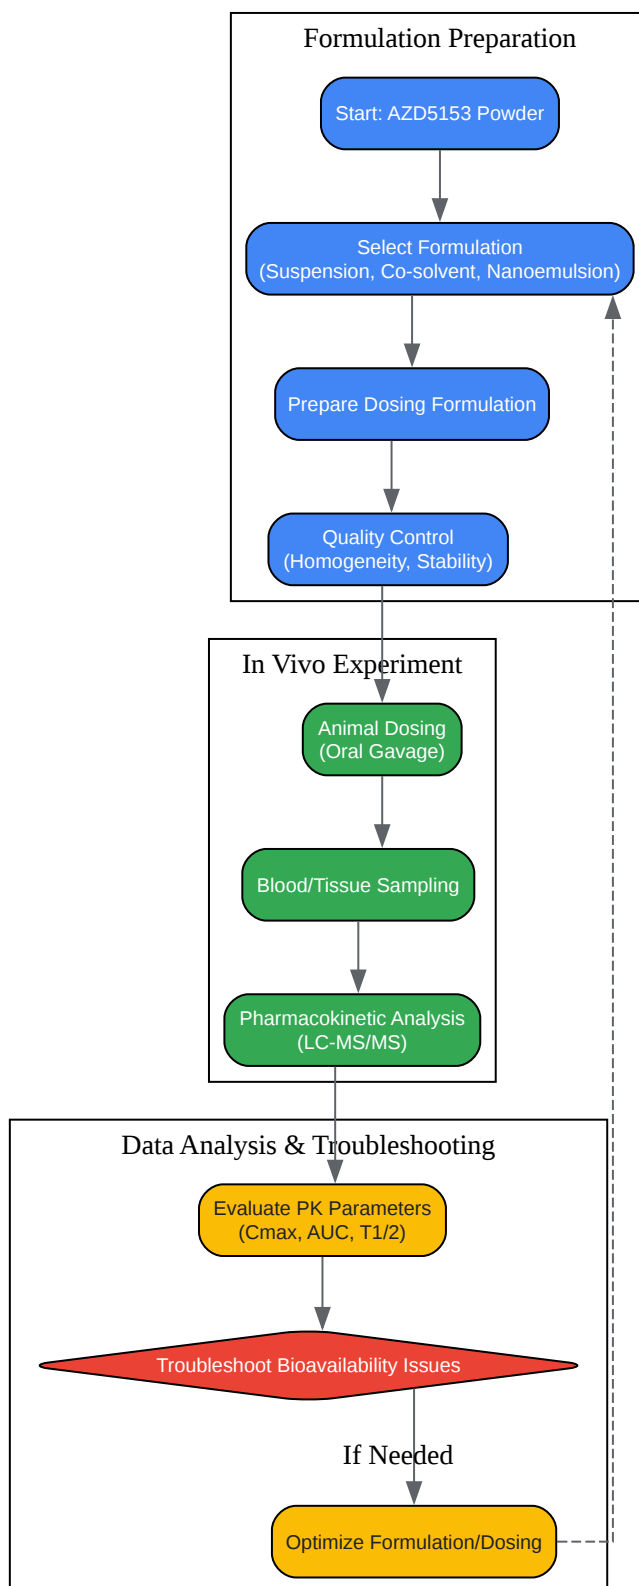 Formulation Preparation
Start: AZD5153 Powder
Select Formulation
(Suspension, Co-solvent, Nanoemulsion)
Prepare Dosing Formulation
Quality Control
(Homogeneity, Stability)
In Vivo Experiment
Animal Dosing
(Oral Gavage)
Blood/Tissue Sampling
Pharmacokinetic Analysis
(LC-MS/MS)
Data Analysis & Troubleshooting
Evaluate PK Parameters
(Cmax, AUC, T1/2)
Troubleshoot Bioavailability Issues
If Needed
Optimize Formulation/Dosing